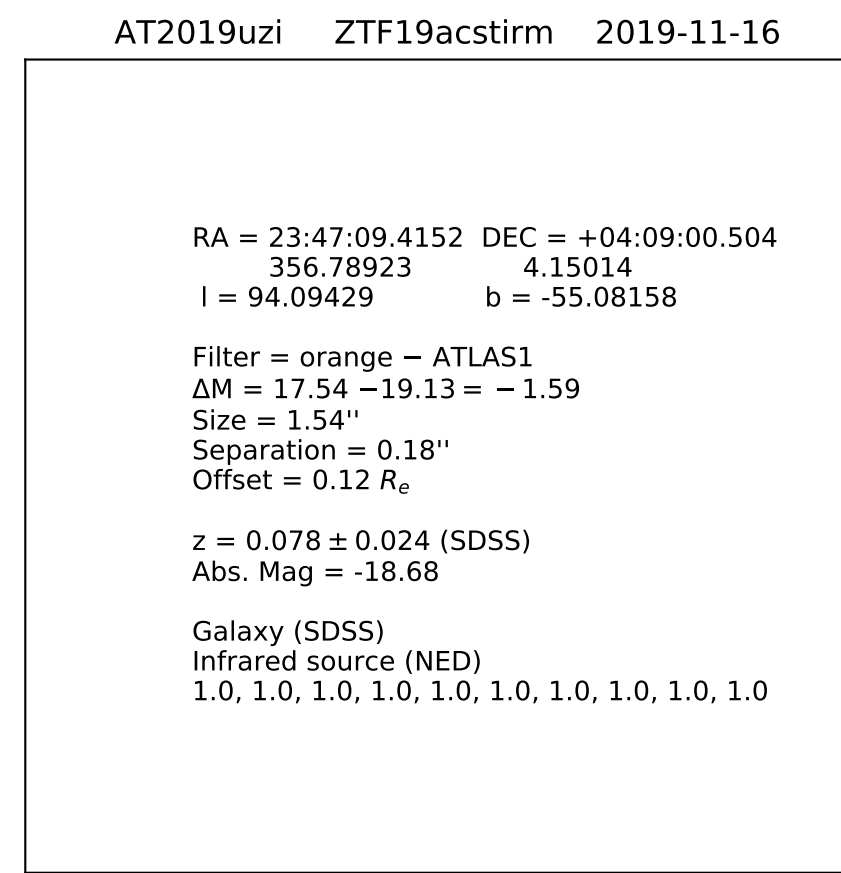 AT2019uzi ZTF19acstirm 2019-11-16
RA = 23:47:09.4152 DEC = +04:09:00.504
356.78923 4.15014
l = 94.09429 b = -55.08158
Filter = orange − ATLAS1
ΔM = 17.54 −19.13 = − 1.59
Size = 1.54''
Separation = 0.18''
Offset = 0.12 Re
z = 0.078 ± 0.024 (SDSS)
Abs. Mag = -18.68
Galaxy (SDSS)
Infrared source (NED)
1.0, 1.0, 1.0, 1.0, 1.0, 1.0, 1.0, 1.0, 1.0, 1.0